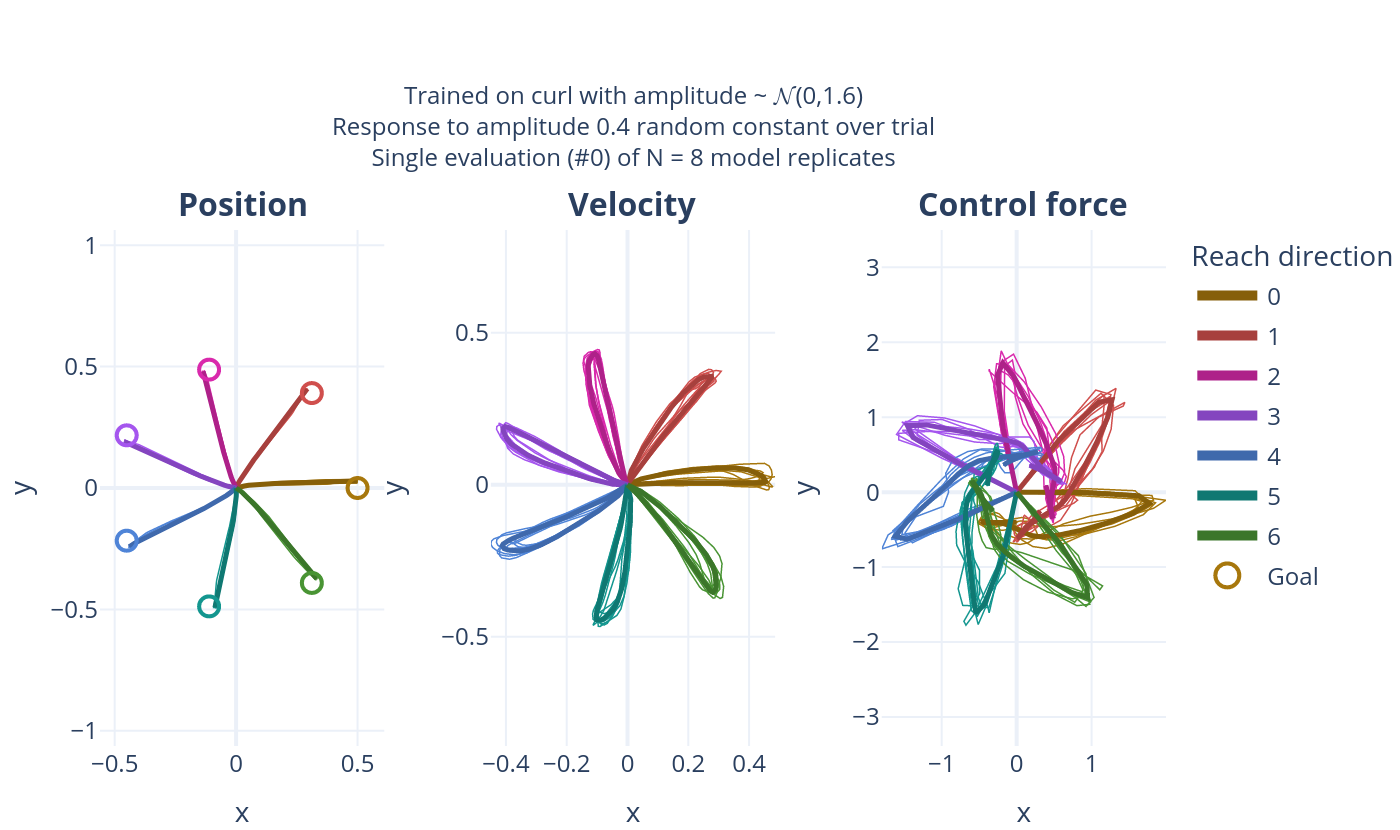 Trained on curl with amplitude ~ 𝒩(0,1.6)
Response to amplitude 0.4 random constant over trial
Single evaluation (#0) of N = 8 model replicates
Position
Velocity
Control force
y
1
0.5
0
−0.5
−1
−0.5
0
0.5
x
y
0.5
0
−0.5
−0.4
−0.2
0
0.2
0.4
x
y
3
2
1
0
−1
−2
−3
−1
0
1
x
Reach direction
0
1
2
3
4
5
6
Goal